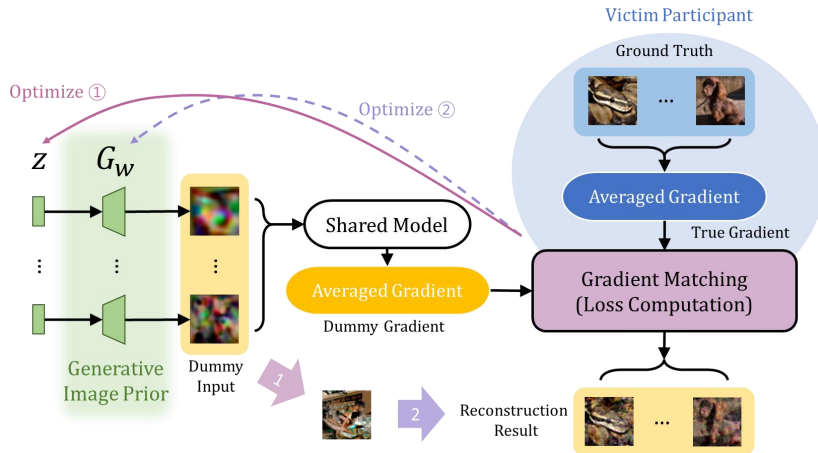 Victim Participant
Ground Truth
...
Optimize ①
Optimize ②
z
G_w
Averaged Gradient
Shared Model
True Gradient
...
...
...
Gradient Matching
(Loss Computation)
Averaged Gradient
Dummy Gradient
Generative
Image Prior
Dummy
Input
1
2
Reconstruction
Result
...